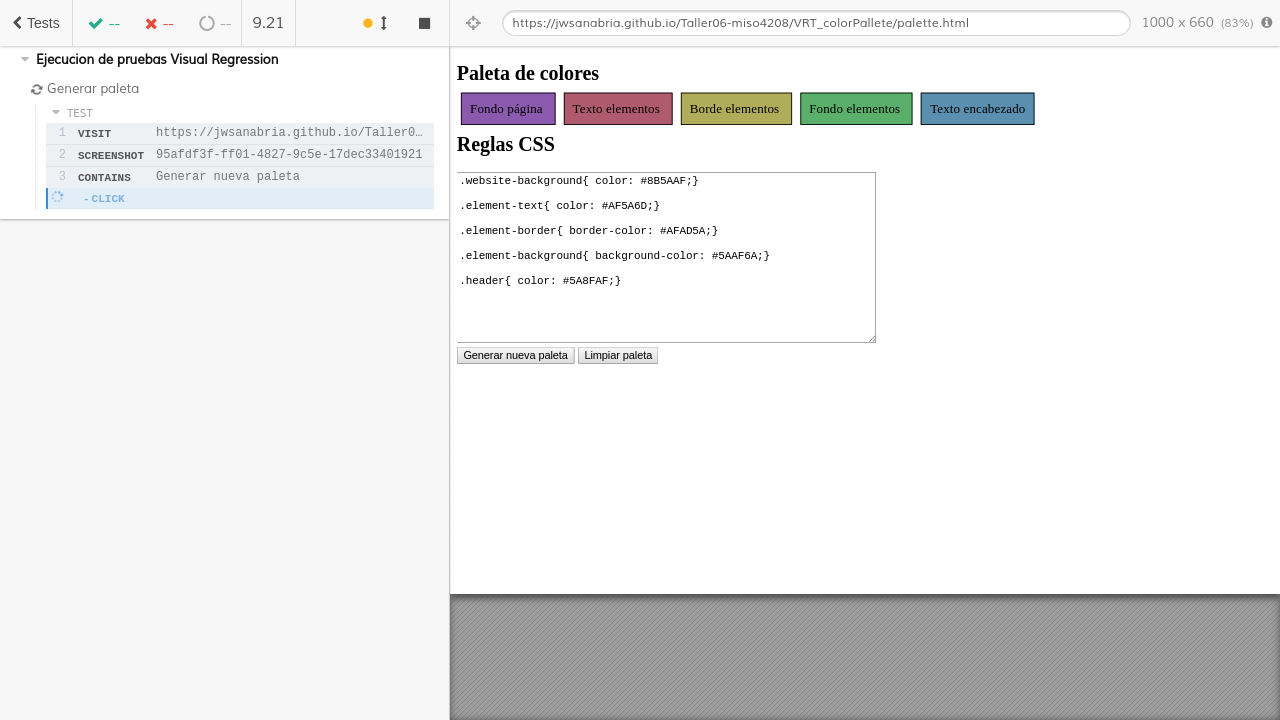 Tests -- -- -- 9.21
https://jwsanabria.github.io/Taller06-miso4208/VRT_colorPallete/palette.html 1000 x 660 (83%)
Ejecucion de pruebas Visual Regression
Generar paleta
TEST
1 VISIT https://jwsanabria.github.io/Taller0…
2 SCREENSHOT 95afdf3f-ff01-4827-9c5e-17dec33401921
3 CONTAINS Generar nueva paleta
- CLICK
Paleta de colores
Fondo página Texto elementos Borde elementos Fondo elementos Texto encabezado
Reglas CSS
.website-background{ color: #8B5AAF;}
.element-text{ color: #AF5A6D;}
.element-border{ border-color: #AFAD5A;}
.element-background{ background-color: #5AAF6A;}
.header{ color: #5A8FAF;}
Generar nueva paleta Limpiar paleta